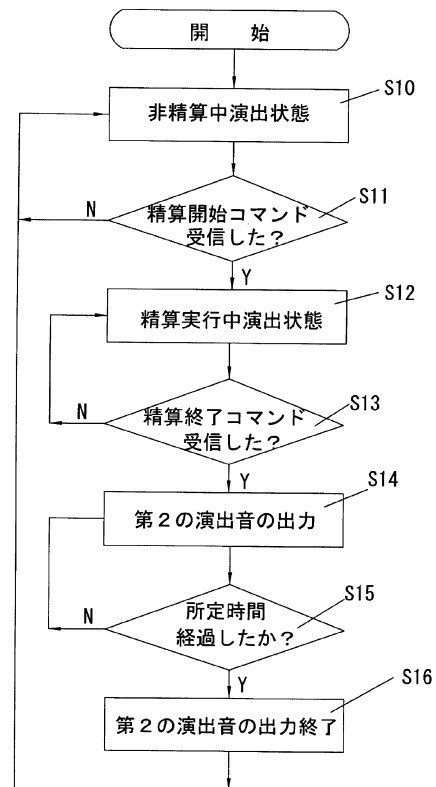 開　始
S10
非精算中演出状態
S11
N
精算開始コマンド
受信した？
Y
S12
精算実行中演出状態
S13
N
精算終了コマンド
受信した？
Y
S14
第２の演出音の出力
S15
N
所定時間
経過したか？
Y
S16
第２の演出音の出力終了